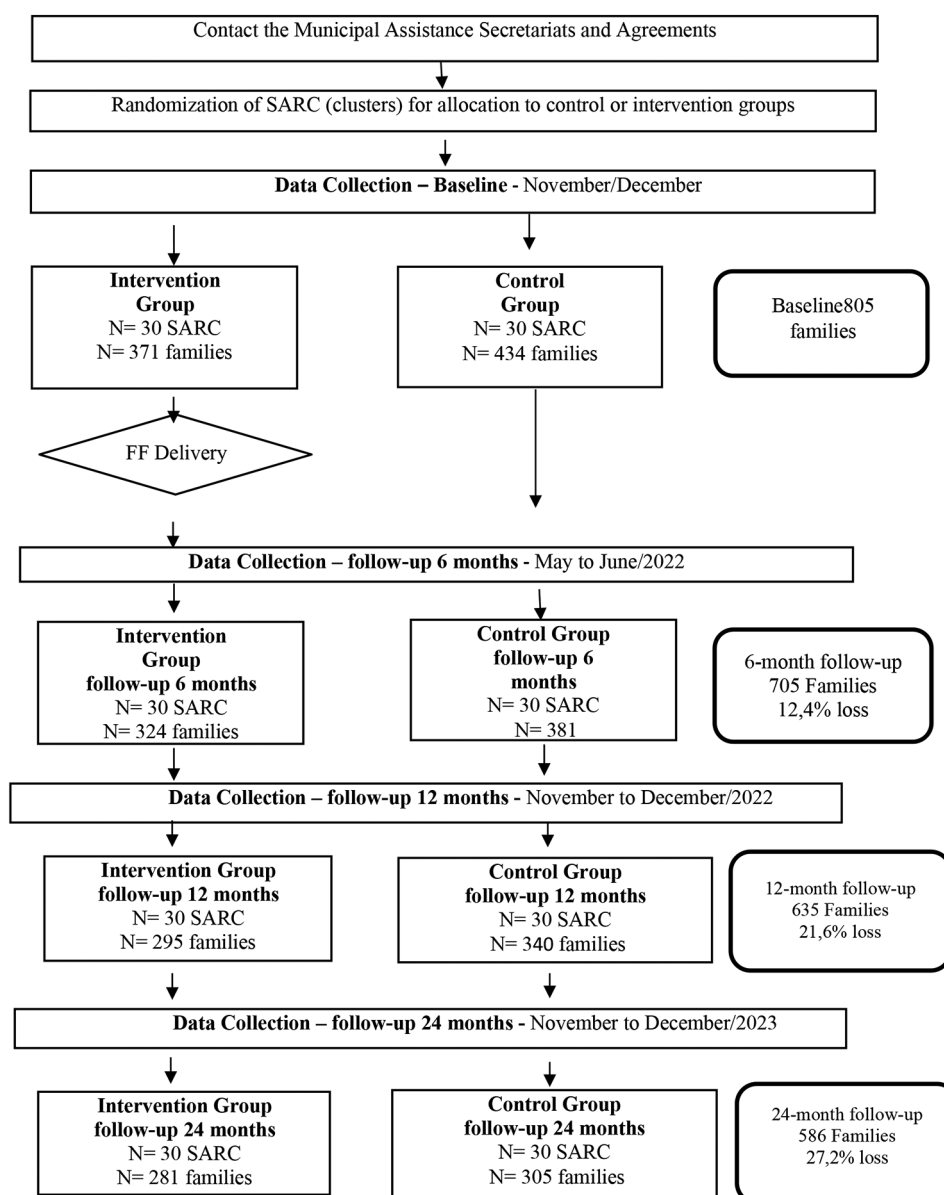 Contact the Municipal Assistance Secretariats and Agreements
Randomization of SARC (clusters) for allocation to control or intervention groups
Data Collection – Baseline - November/December
Intervention
Group
N= 30 SARC
N= 371 families
Control
Group
N= 30 SARC
N= 434 families
Baseline805
families
FF Delivery
Data Collection – follow-up 6 months - May to June/2022
Intervention
Group
follow-up 6 months
N= 30 SARC
N= 324 families
Control Group
follow-up 6
months
N= 30 SARC
N= 381
6-month follow-up
705 Families
12,4% loss
Data Collection – follow-up 12 months - November to December/2022
Intervention Group
follow-up 12 months
N= 30 SARC
N= 295 families
Control Group
follow-up 12 months
N= 30 SARC
N= 340 families
12-month follow-up
635 Families
21,6% loss
Data Collection – follow-up 24 months - November to December/2023
Intervention Group
follow-up 24 months
N= 30 SARC
N= 281 families
Control Group
follow-up 24 months
N= 30 SARC
N= 305 families
24-month follow-up
586 Families
27,2% loss